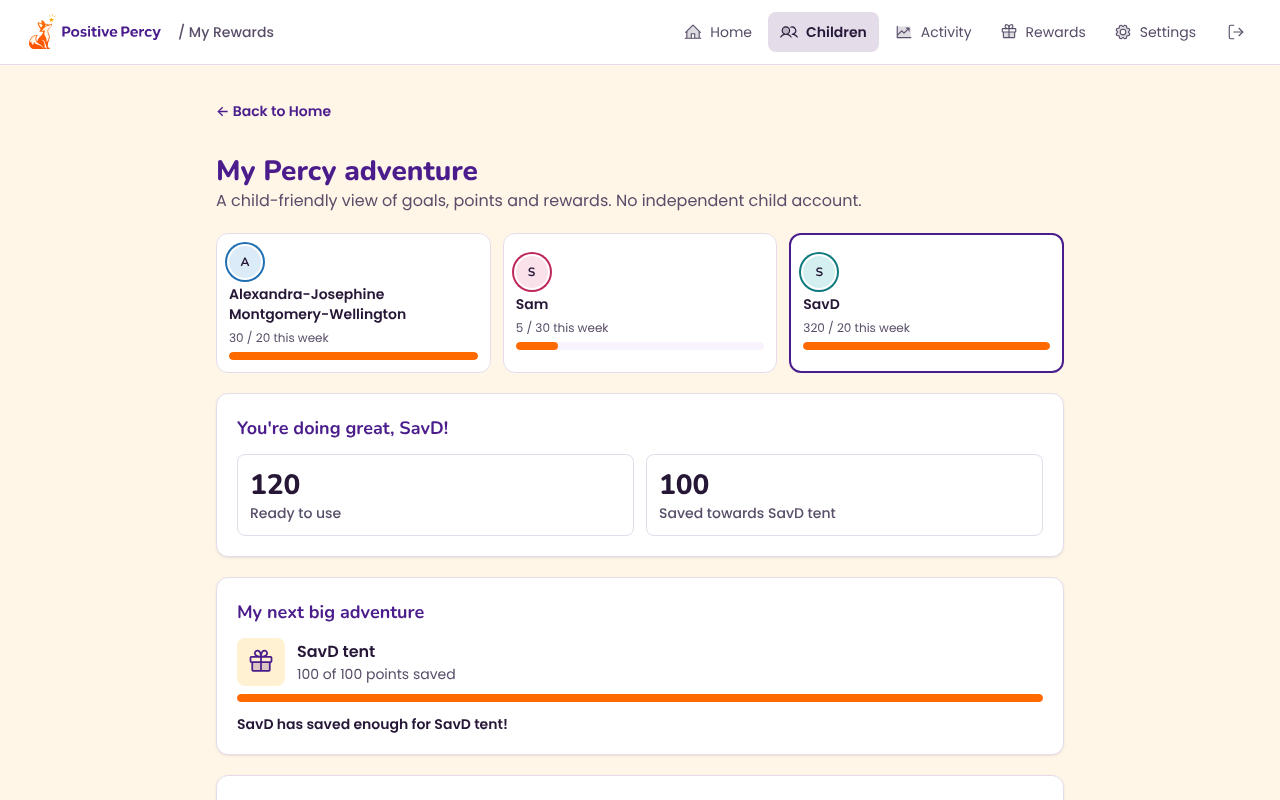 Positive Percy / My Rewards Home Children Activity Rewards Settings
← Back to Home
My Percy adventure
A child-friendly view of goals, points and rewards. No independent child account.
A
Alexandra-Josephine
Montgomery-Wellington
30 / 20 this week
S
Sam
5 / 30 this week
S
SavD
320 / 20 this week
You're doing great, SavD!
120
Ready to use
100
Saved towards SavD tent
My next big adventure
SavD tent
100 of 100 points saved
SavD has saved enough for SavD tent!